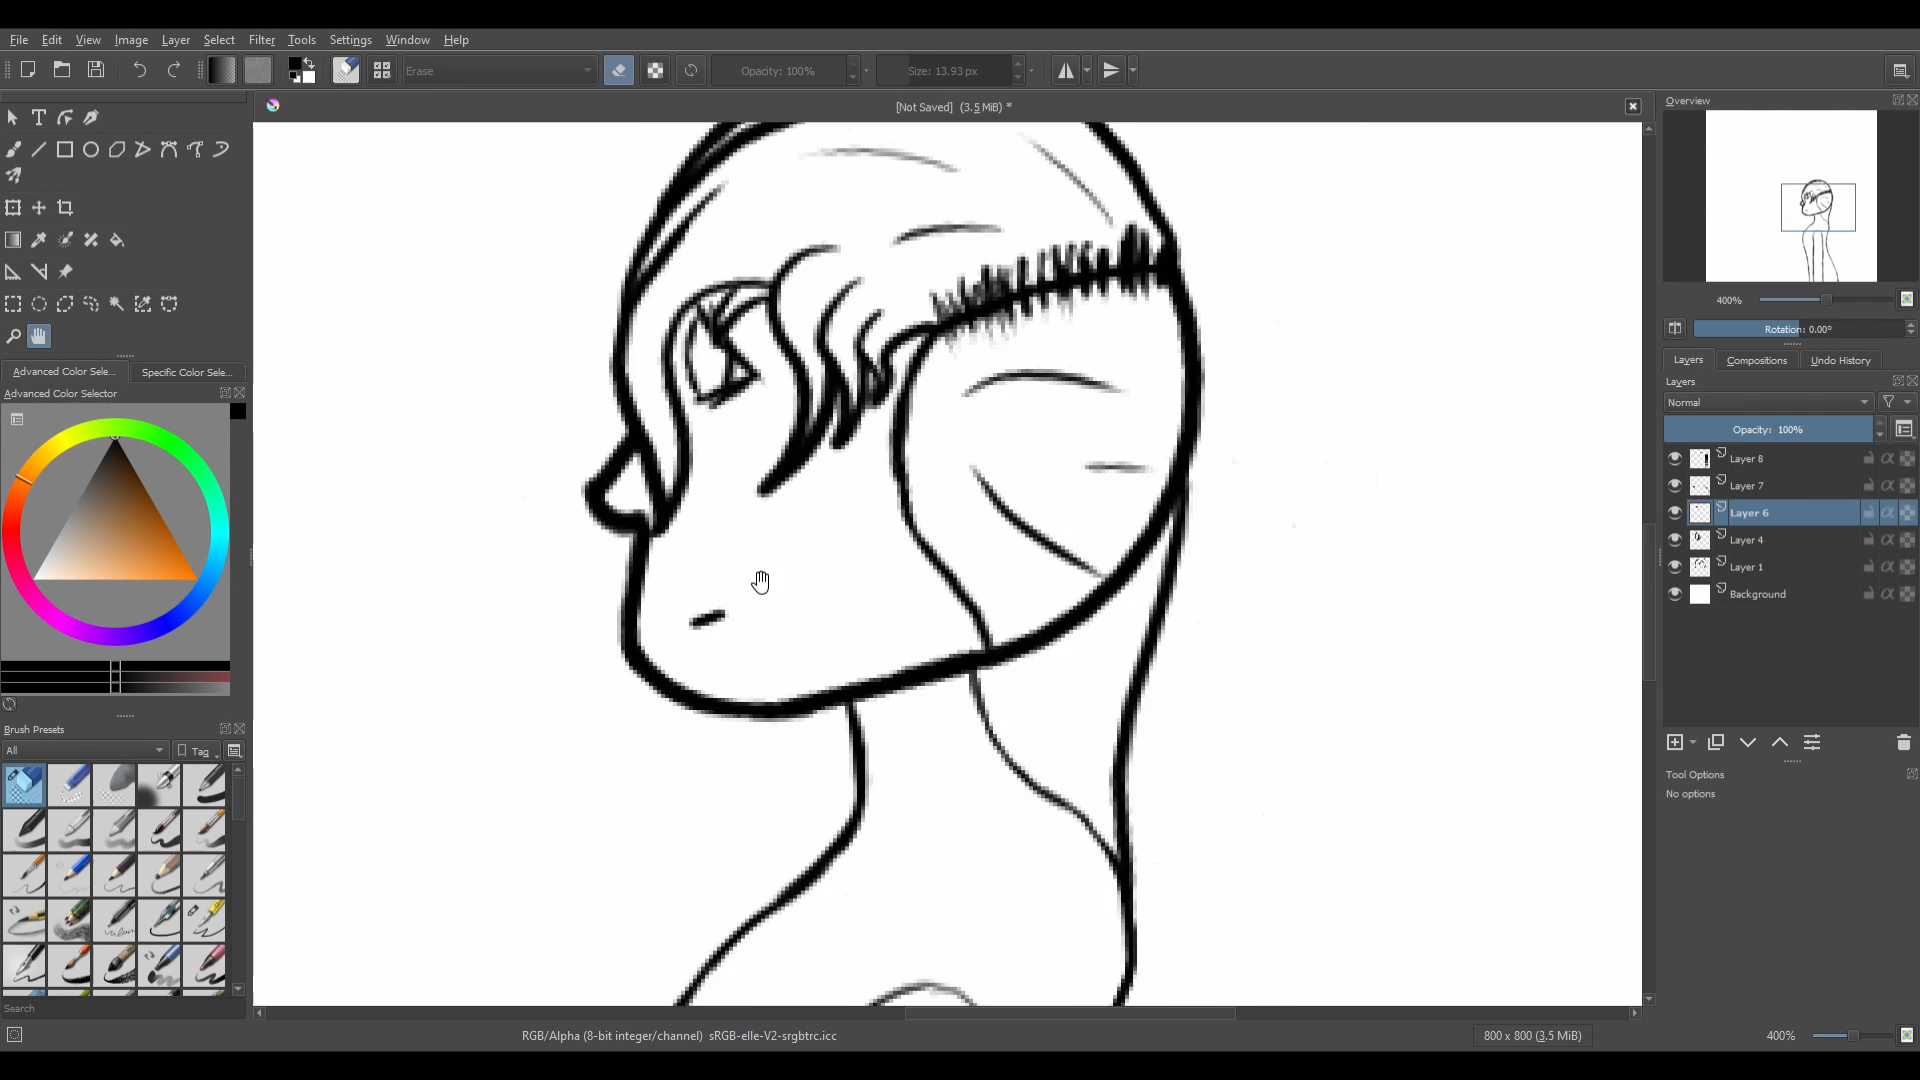 File Edit View Image Layer Select Filter Tools Settings Window Help
Erase Opacity: 100% Size: 13.93 px
[Not Saved] (3.5 MiB) *
Overview
400%
Rotation: 0.00°
Layers Compositions Undo History
Layers
Normal
Opacity: 100%
Layer 8
Layer 7
Layer 6
Layer 4
Layer 1
Background
Tool Options
No options
Advanced Color Sele... Specific Color Sele...
Advanced Color Selector
Brush Presets
All Tag
Search
RGB/Alpha (8-bit integer/channel) sRGB-elle-V2-srgbtrc.icc 800 x 800 (3.5 MiB) 400%